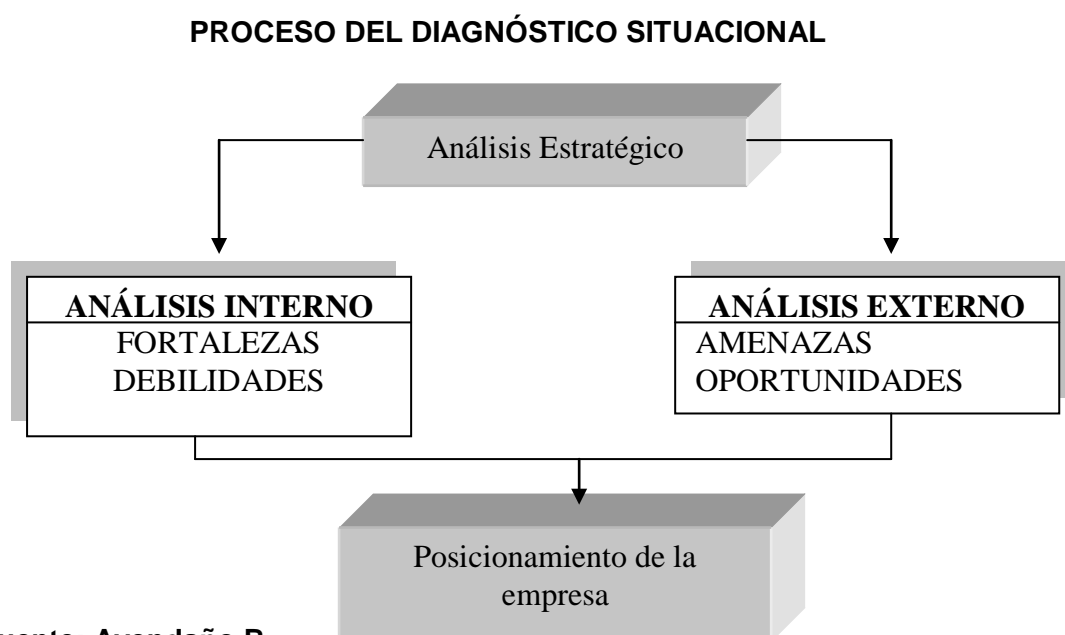 PROCESO DEL DIAGNÓSTICO SITUACIONAL
Análisis Estratégico
ANÁLISIS INTERNO
FORTALEZAS
DEBILIDADES
ANÁLISIS EXTERNO
AMENAZAS
OPORTUNIDADES
Posicionamiento de la
empresa